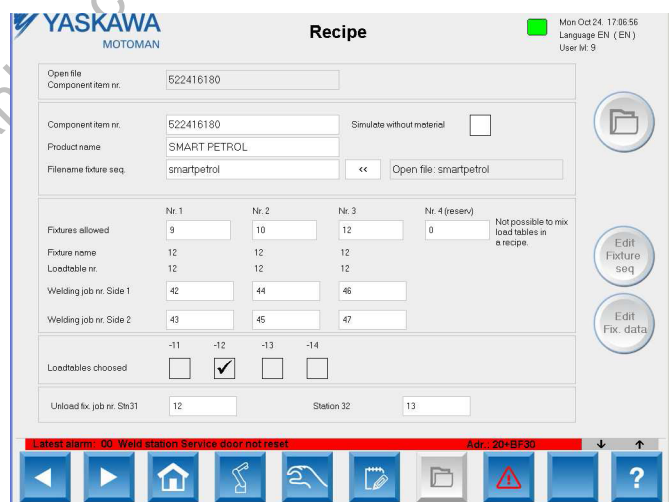 YASKAWA
MOTOMAN
Recipe
Mon Oct 24. 17:06:56
Language EN ( EN )
User lvl: 9
Open file
Component item nr.
522416180
Component item nr.
522416180
Simulate without material
Product name
SMART PETROL
Filename fixture seq.
smartpetrol
<<
Open file: smartpetrol
Nr. 1 Nr. 2 Nr. 3 Nr. 4 (reserv)
Fixtures allowed 9 10 12 0
Not possible to mix
load tables in
a recipe.
Fixture name 12 12 12
Loadtable nr. 12 12 12
Welding job nr. Side 1 42 44 46
Welding job nr. Side 2 43 45 47
Edit
Fixture
seq
Edit
Fix. data
-11 -12 -13 -14
Loadtables choosed
Unload fix. job nr. Stn31 12 Station 32 13
Latest alarm: 00 Weld station Service door not reset Adr.: 20+BF30
?